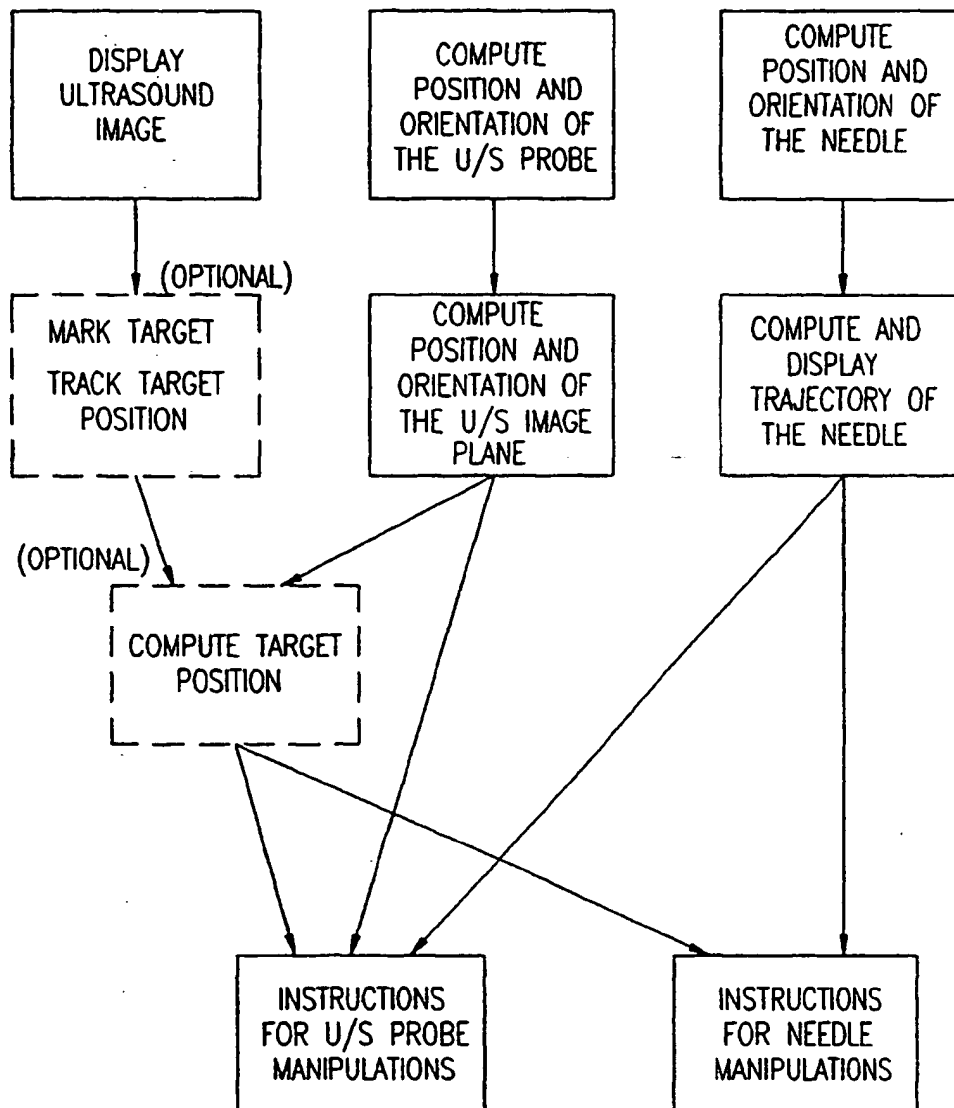 DISPLAY
ULTRASOUND
IMAGE
COMPUTE
POSITION AND
ORIENTATION OF
THE U/S PROBE
COMPUTE
POSITION AND
ORIENTATION OF
THE NEEDLE
(OPTIONAL)
MARK TARGET
TRACK TARGET
POSITION
COMPUTE
POSITION AND
ORIENTATION OF
THE U/S IMAGE
PLANE
COMPUTE AND
DISPLAY
TRAJECTORY OF
THE NEEDLE
(OPTIONAL)
COMPUTE TARGET
POSITION
INSTRUCTIONS
FOR U/S PROBE
MANIPULATIONS
INSTRUCTIONS
FOR NEEDLE
MANIPULATIONS